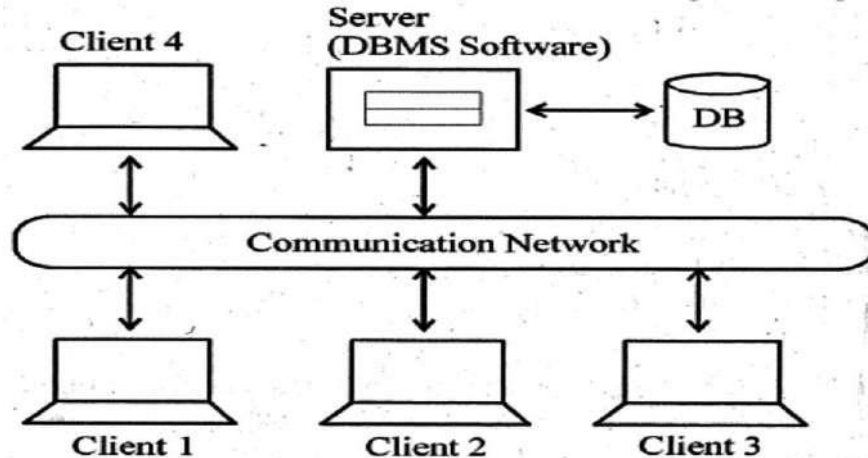 Client 4
Server
(DBMS Software)
DB
Communication Network
Client 1
Client 2
Client 3